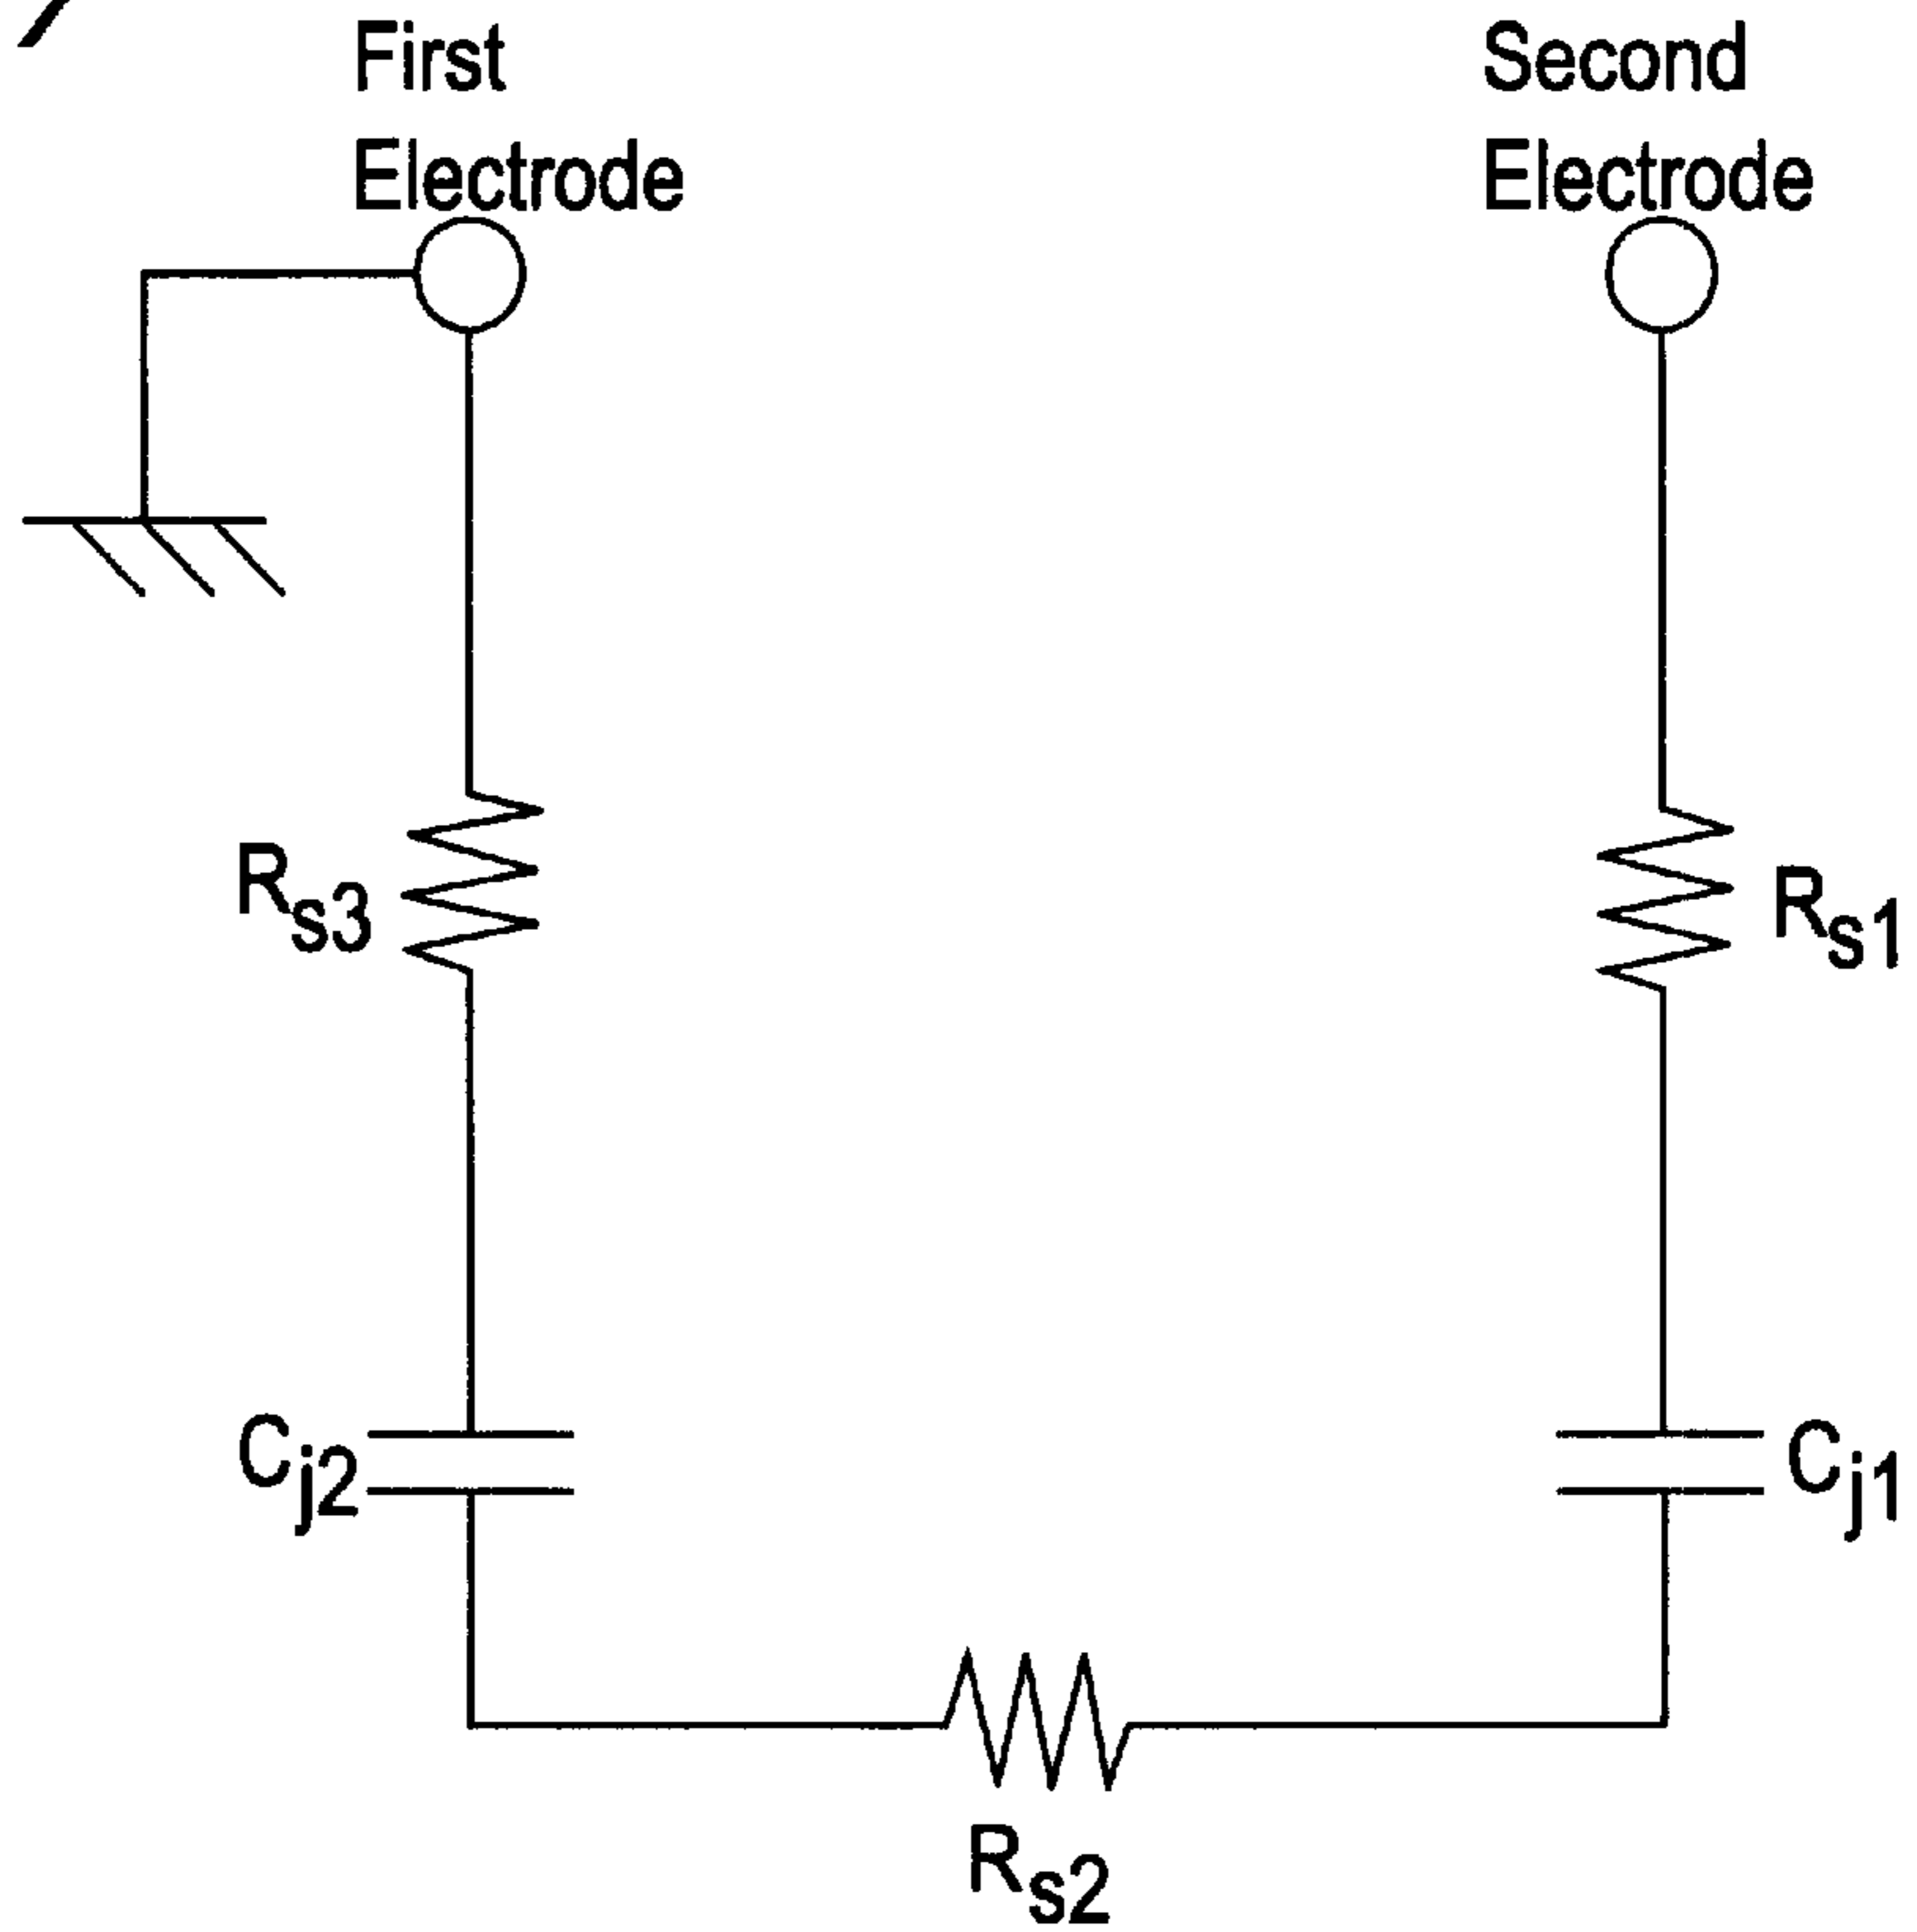 First
Electrode
Second
Electrode
Rs3
Rs1
Cj2
Cj1
Rs2